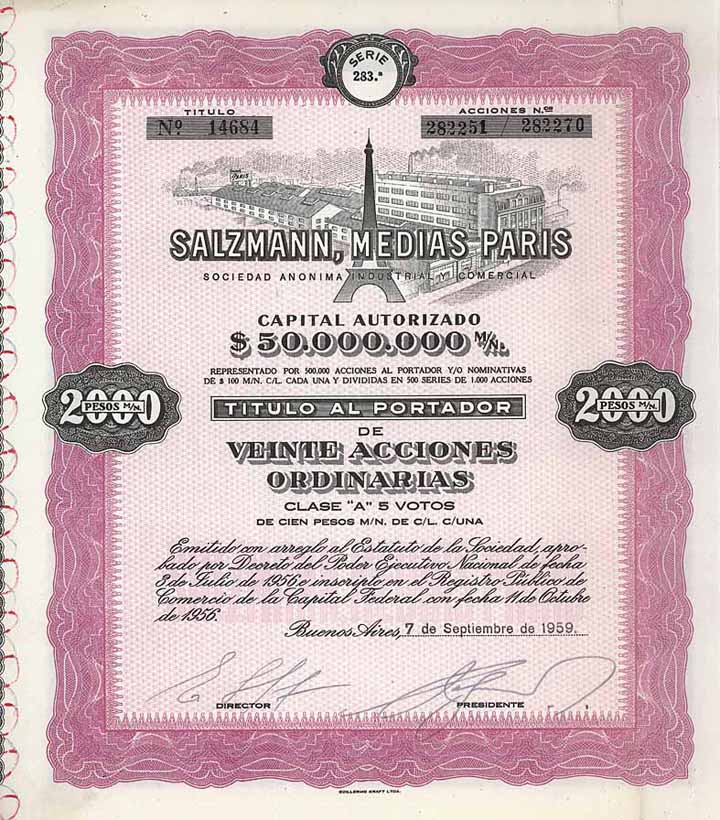 SERIE
283.ª
TITULO
Nº 14684
ACCIONES N.OS
282251 / 282270
PARIS
SALZMANN, MEDIAS PARIS
SOCIEDAD ANONIMA INDUSTRIAL Y COMERCIAL
CAPITAL AUTORIZADO
$ 50.000.000 M/N.
REPRESENTADO POR 500.000 ACCIONES AL PORTADOR Y/O NOMINATIVAS
DE $ 100 M/N. C/L. CADA UNA Y DIVIDIDAS EN 500 SERIES DE 1.000 ACCIONES
2000 PESOS M/N.
TITULO AL PORTADOR
2000 PESOS M/N.
DE
VEINTE ACCIONES
ORDINARIAS
CLASE "A" 5 VOTOS
DE CIEN PESOS M/N. DE C/L. C/UNA
Emitido con arreglo al Estatuto de la Sociedad, apro-
bado por Decreto del Poder Ejecutivo Nacional de fecha
3 de Julio de 1956 e inscripto en el Registro Público de
Comercio de la Capital Federal con fecha 11 de Octubre
de 1956.
Buenos Aires, 7 de Septiembre de 1959.
DIRECTOR
PRESIDENTE
GUILLERMO KRAFT LTDA.